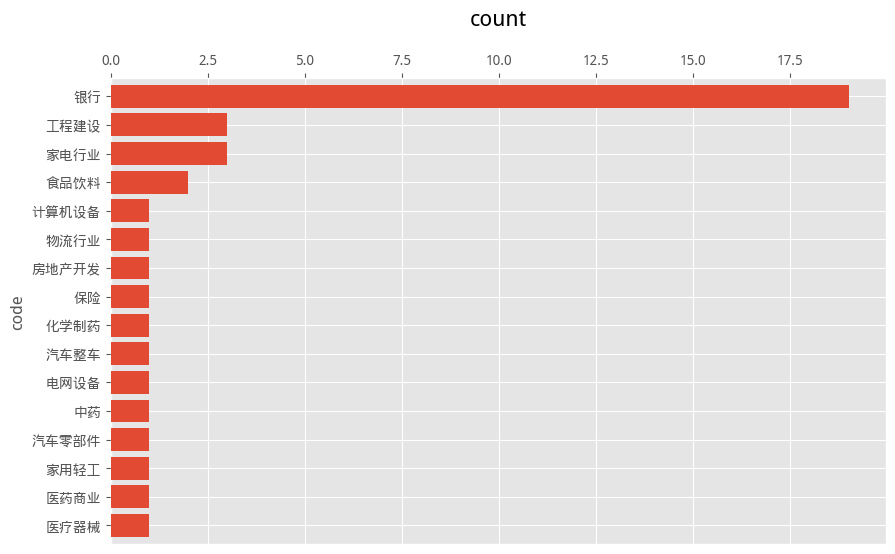 count
0.0 2.5 5.0 7.5 10.0 12.5 15.0 17.5
银行
工程建设
家电行业
食品饮料
计算机设备
物流行业
房地产开发
保险
化学制药
汽车整车
电网设备
中药
汽车零部件
家用轻工
医药商业
医疗器械
code